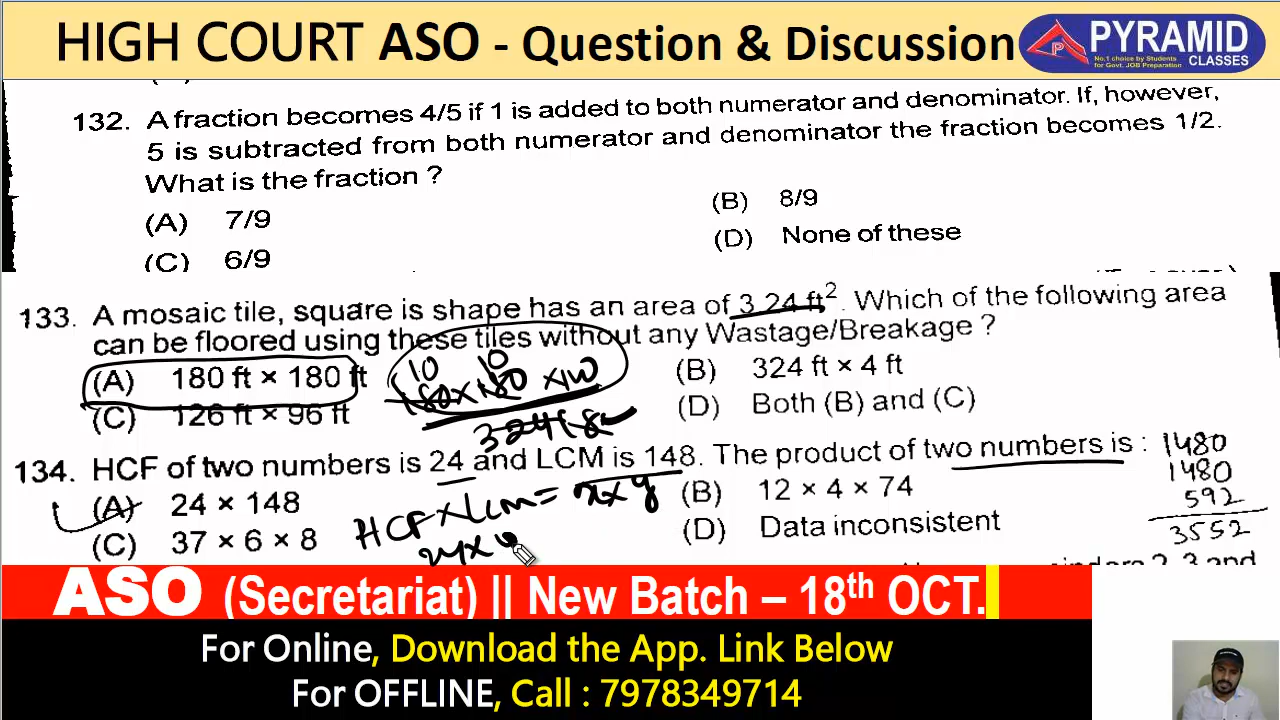 HIGH COURT ASO - Question & Discussion
PYRAMID
CLASSES
No.1 choice by Students
for Govt. JOB Preparation
132. A fraction becomes 4/5 if 1 is added to both numerator and denominator. If, however,
5 is subtracted from both numerator and denominator the fraction becomes 1/2.
What is the fraction ?
(A) 7/9
(B) 8/9
(C) 6/9
(D) None of these
133. A mosaic tile, square is shape has an area of 3.24 ft². Which of the following area
can be floored using these tiles without any Wastage/Breakage ?
(A) 180 ft × 180 ft
10 10
180 × 180 × 100
(B) 324 ft × 4 ft
(C) 126 ft × 96 ft
324
(D) Both (B) and (C)
134. HCF of two numbers is 24 and LCM is 148. The product of two numbers is :
1480
1480
592
3552
(A) 24 × 148
HCF × LCM = x × y
24 ×
(B) 12 × 4 × 74
(C) 37 × 6 × 8
(D) Data inconsistent
ASO (Secretariat) || New Batch – 18th OCT.
For Online, Download the App. Link Below
For OFFLINE, Call : 7978349714